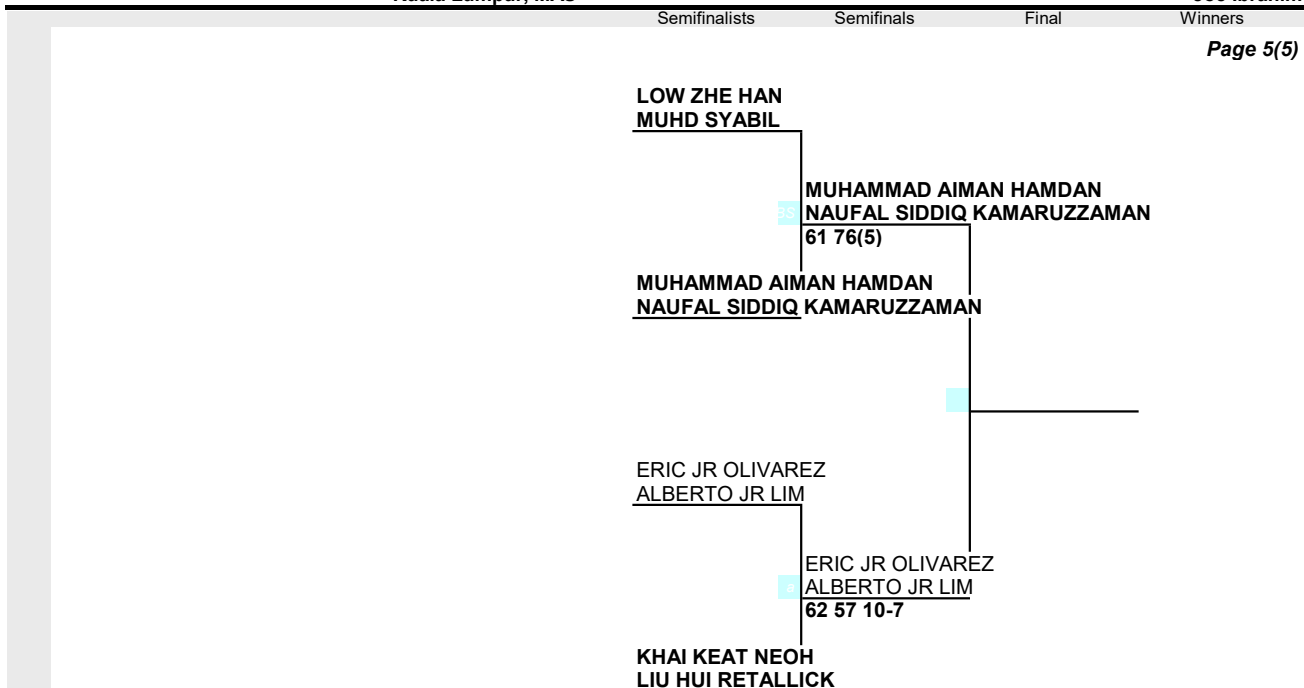 Semifinalists Semifinals Final Winners
Page 5(5)
LOW ZHE HAN
MUHD SYABIL
MUHAMMAD AIMAN HAMDAN
NAUFAL SIDDIQ KAMARUZZAMAN
61 76(5)
MUHAMMAD AIMAN HAMDAN
NAUFAL SIDDIQ KAMARUZZAMAN
ERIC JR OLIVAREZ
ALBERTO JR LIM
ERIC JR OLIVAREZ
ALBERTO JR LIM
62 57 10-7
KHAI KEAT NEOH
LIU HUI RETALLICK